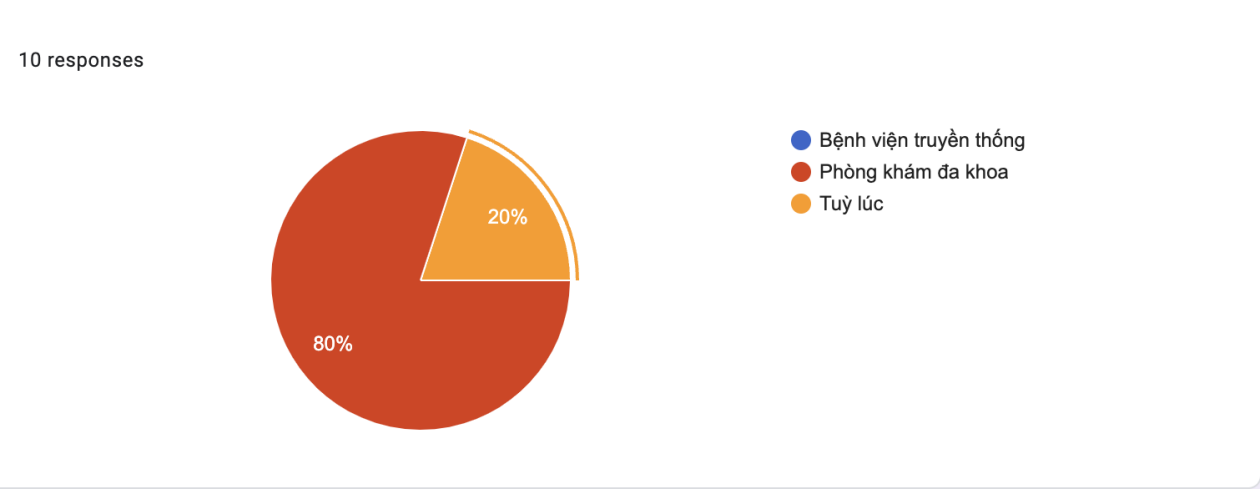 10 responses
Bệnh viện truyền thống
Phòng khám đa khoa
Tuỳ lúc
20%
80%